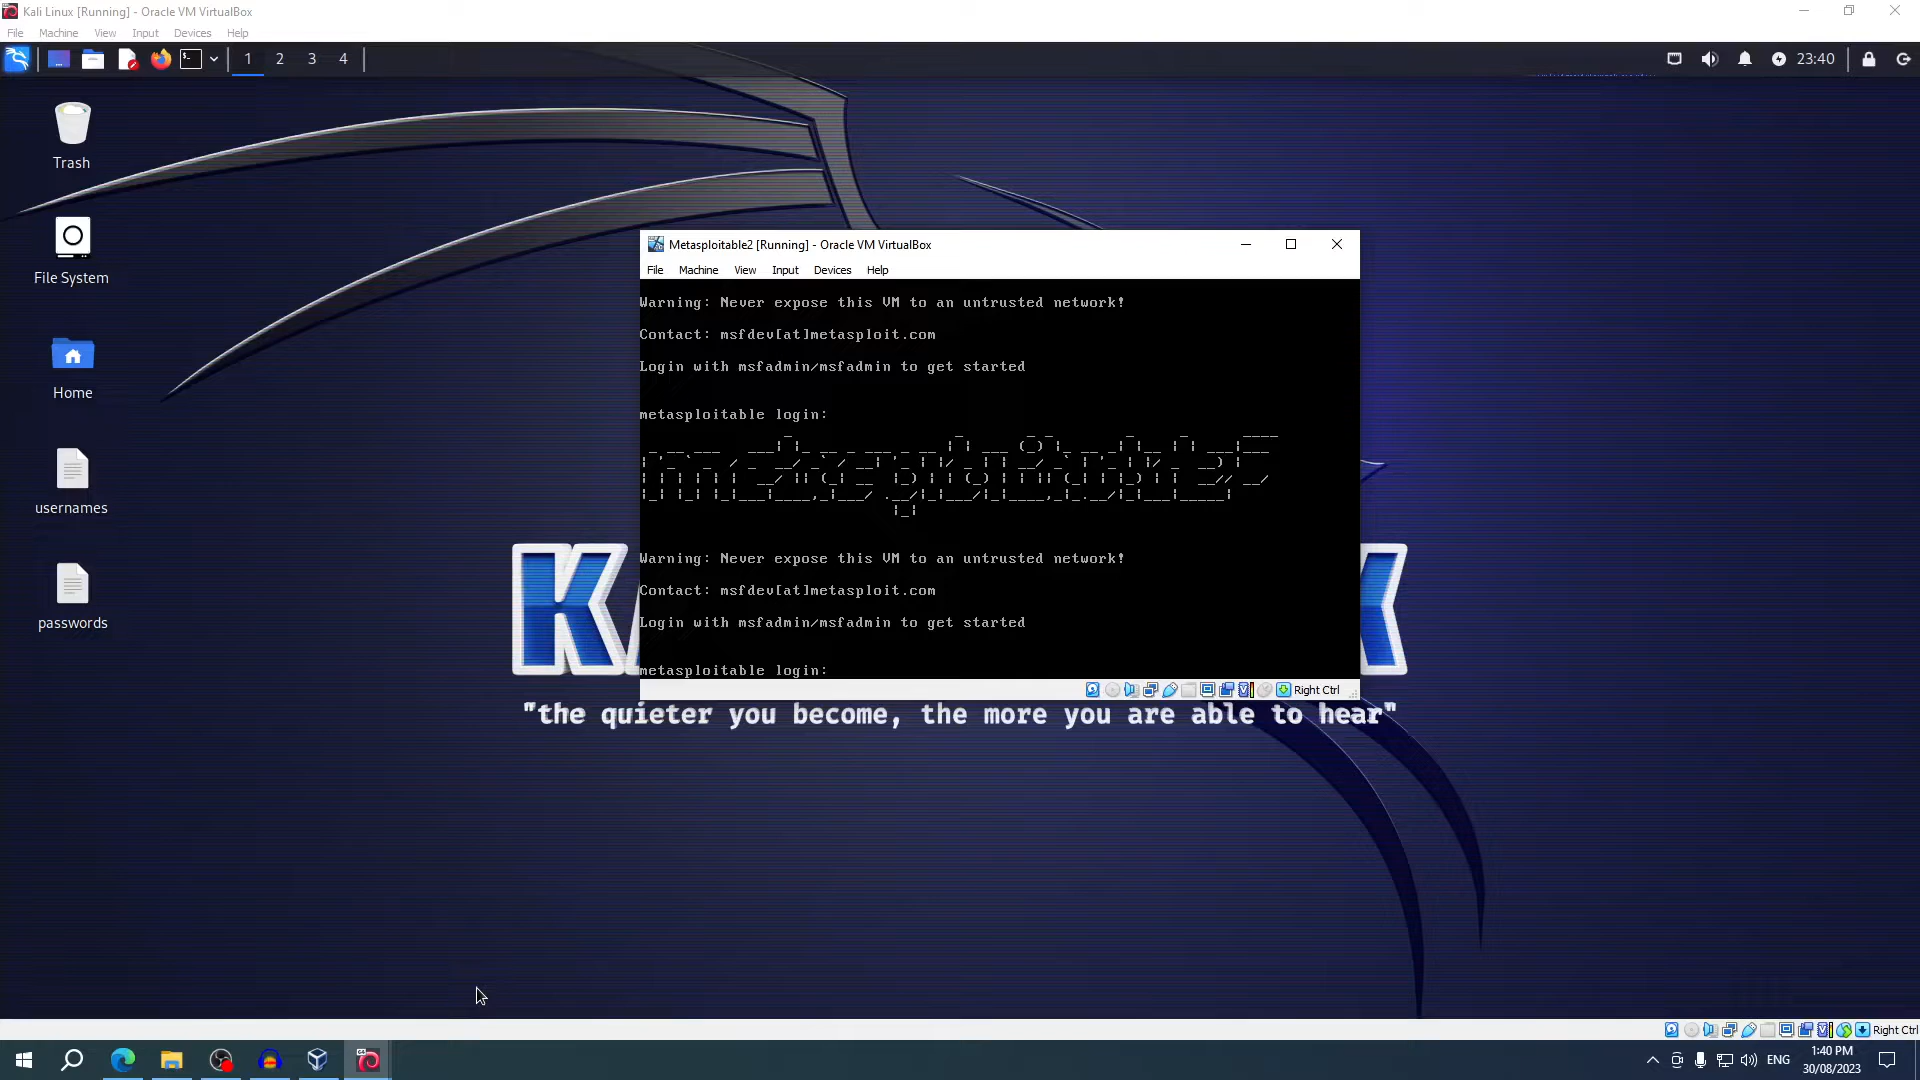 Kali Linux [Running] - Oracle VM VirtualBox
File Machine View Input Devices Help
1 2 3 4
23:40
Trash
File System
Home
usernames
passwords
Metasploitable2 [Running] - Oracle VM VirtualBox
File Machine View Input Devices Help
Warning: Never expose this VM to an untrusted network!
Contact: msfdev[at]metasploit.com
Login with msfadmin/msfadmin to get started
metasploitable login:
metasploitable2
Warning: Never expose this VM to an untrusted network!
Contact: msfdev[at]metasploit.com
Login with msfadmin/msfadmin to get started
metasploitable login:
Right Ctrl
"the quieter you become, the more you are able to hear"
Right Ctrl
ENG
1:40 PM
30/08/2023